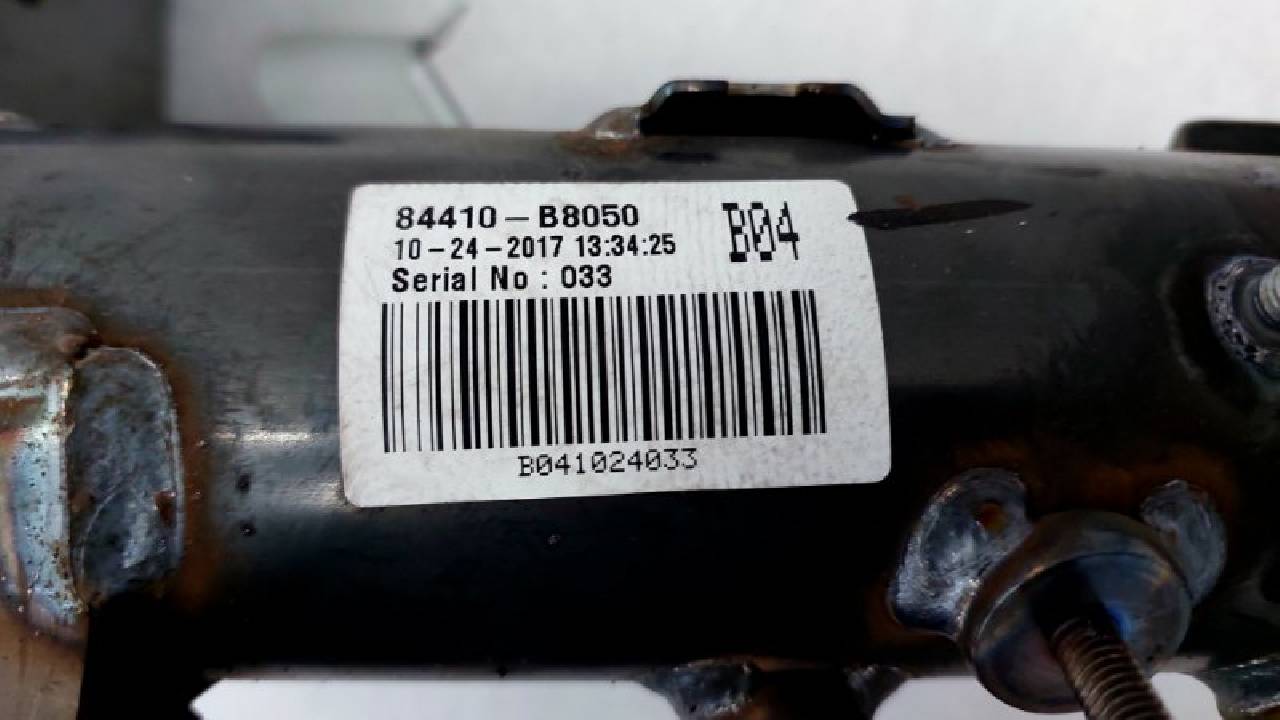 84410-B8050
B04
10-24-2017 13:34:25
Serial No : 033
B041024033